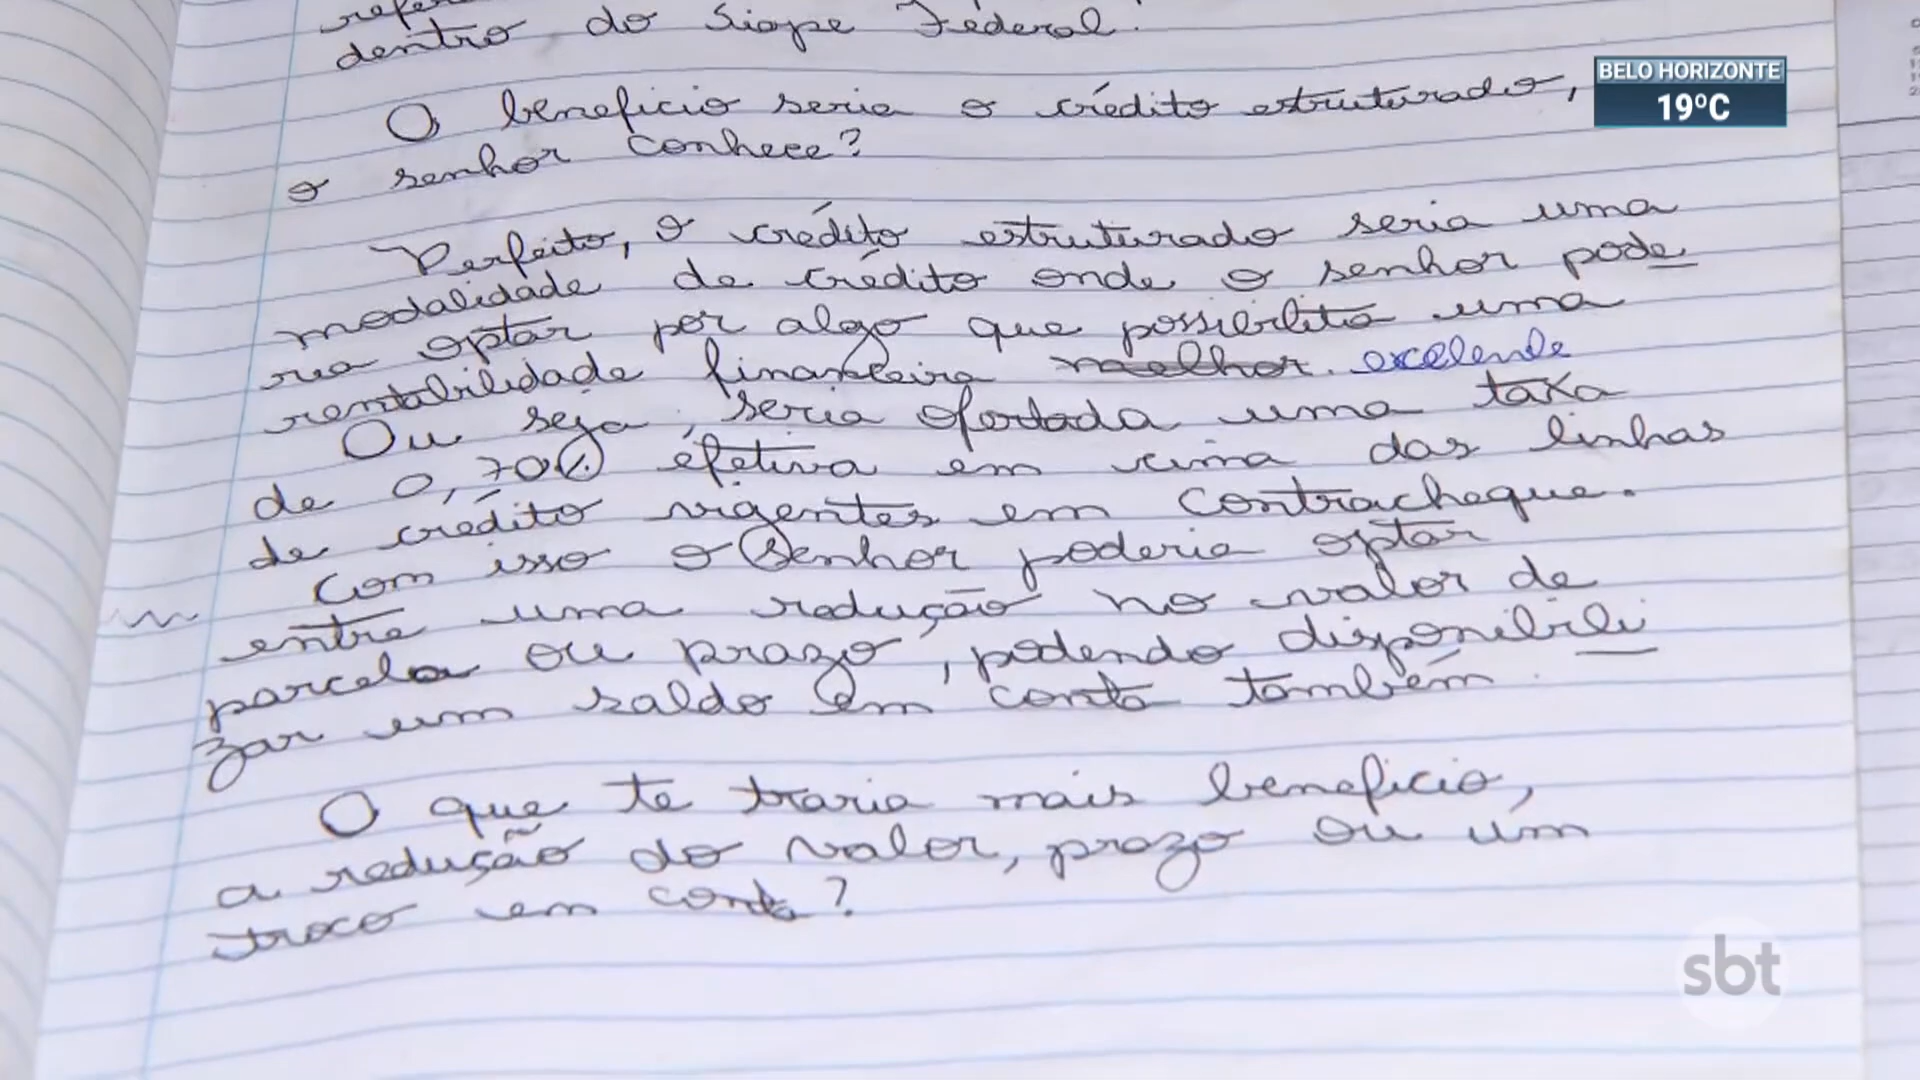 dentro do Siape Federal.
O beneficio seria o crédito estruturado,
o senhor conhece?
Perfeito, o crédito estruturado seria uma
modalidade de crédito onde o senhor pode
ria optar por algo que possibilita uma
rentabilidade financeira melhor. excelende
Ou seja, seria ofertada uma taxa
de 0,70% efetiva em cima das linhas
de crédito vigentes em contracheque.
Com isso o Senhor poderia optar
entre uma redução no valor de
parcela ou prazo, podendo disponibili
zar um saldo em conta também.
O que te traria mais beneficio,
a redução do valor, prazo ou um
troco em conta?
BELO HORIZONTE
19ºC
sbt